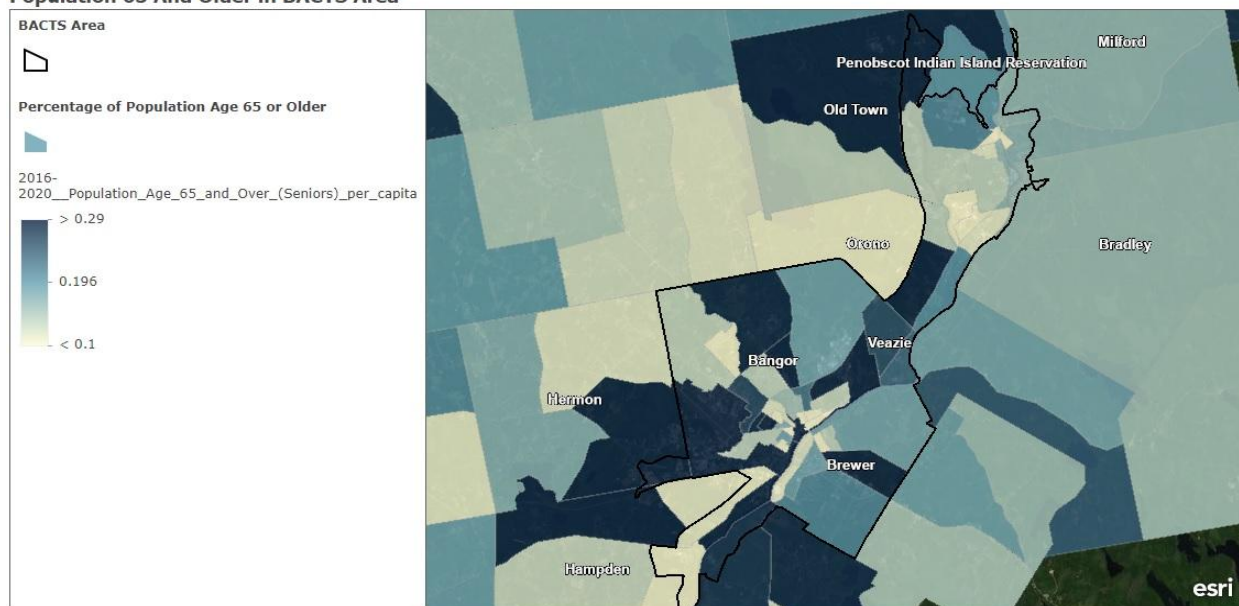 Population 65 And Older in BACTS Area
BACTS Area
Percentage of Population Age 65 or Older
2016-
2020__Population_Age_65_and_Over_(Seniors)_per_capita
> 0.29
0.196
< 0.1
Milford
Penobscot Indian Island Reservation
Old Town
Orono
Bradley
Veazie
Bangor
Hermon
Brewer
Hampden
esri